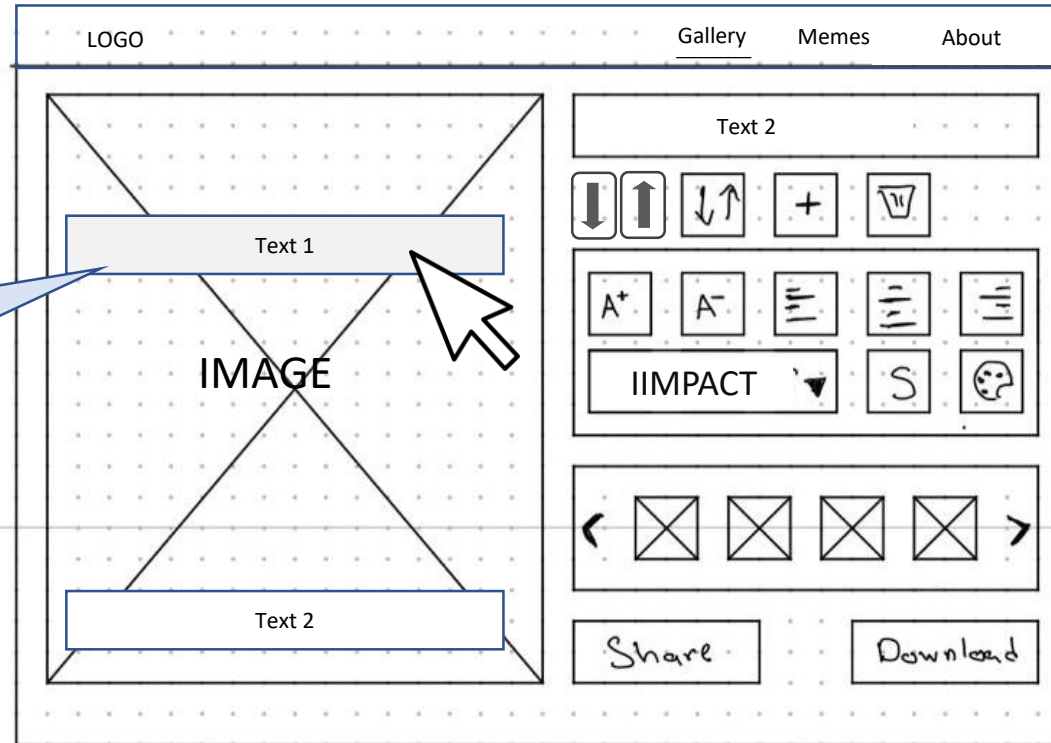 LOGO Gallery Memes About
Text 2
Text 1
A+ A-
IMAGE
IIMPACT S
Text 2
Share Download